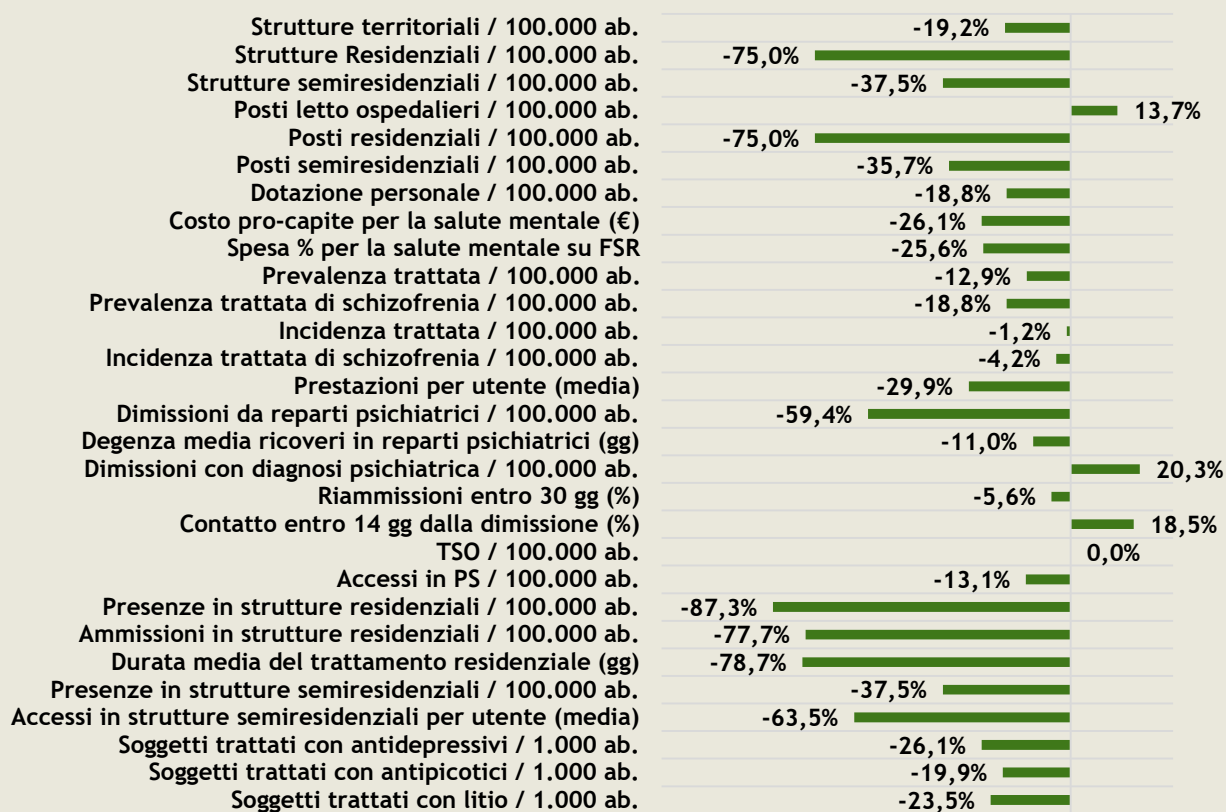 Strutture territoriali / 100.000 ab. -19,2%
Strutture Residenziali / 100.000 ab. -75,0%
Strutture semiresidenziali / 100.000 ab. -37,5%
Posti letto ospedalieri / 100.000 ab. 13,7%
Posti residenziali / 100.000 ab. -75,0%
Posti semiresidenziali / 100.000 ab. -35,7%
Dotazione personale / 100.000 ab. -18,8%
Costo pro-capite per la salute mentale (€) -26,1%
Spesa % per la salute mentale su FSR -25,6%
Prevalenza trattata / 100.000 ab. -12,9%
Prevalenza trattata di schizofrenia / 100.000 ab. -18,8%
Incidenza trattata / 100.000 ab. -1,2%
Incidenza trattata di schizofrenia / 100.000 ab. -4,2%
Prestazioni per utente (media) -29,9%
Dimissioni da reparti psichiatrici / 100.000 ab. -59,4%
Degenza media ricoveri in reparti psichiatrici (gg) -11,0%
Dimissioni con diagnosi psichiatrica / 100.000 ab. 20,3%
Riammissioni entro 30 gg (%) -5,6%
Contatto entro 14 gg dalla dimissione (%) 18,5%
TSO / 100.000 ab. 0,0%
Accessi in PS / 100.000 ab. -13,1%
Presenze in strutture residenziali / 100.000 ab. -87,3%
Ammissioni in strutture residenziali / 100.000 ab. -77,7%
Durata media del trattamento residenziale (gg) -78,7%
Presenze in strutture semiresidenziali / 100.000 ab. -37,5%
Accessi in strutture semiresidenziali per utente (media) -63,5%
Soggetti trattati con antidepressivi / 1.000 ab. -26,1%
Soggetti trattati con antipicotici / 1.000 ab. -19,9%
Soggetti trattati con litio / 1.000 ab. -23,5%